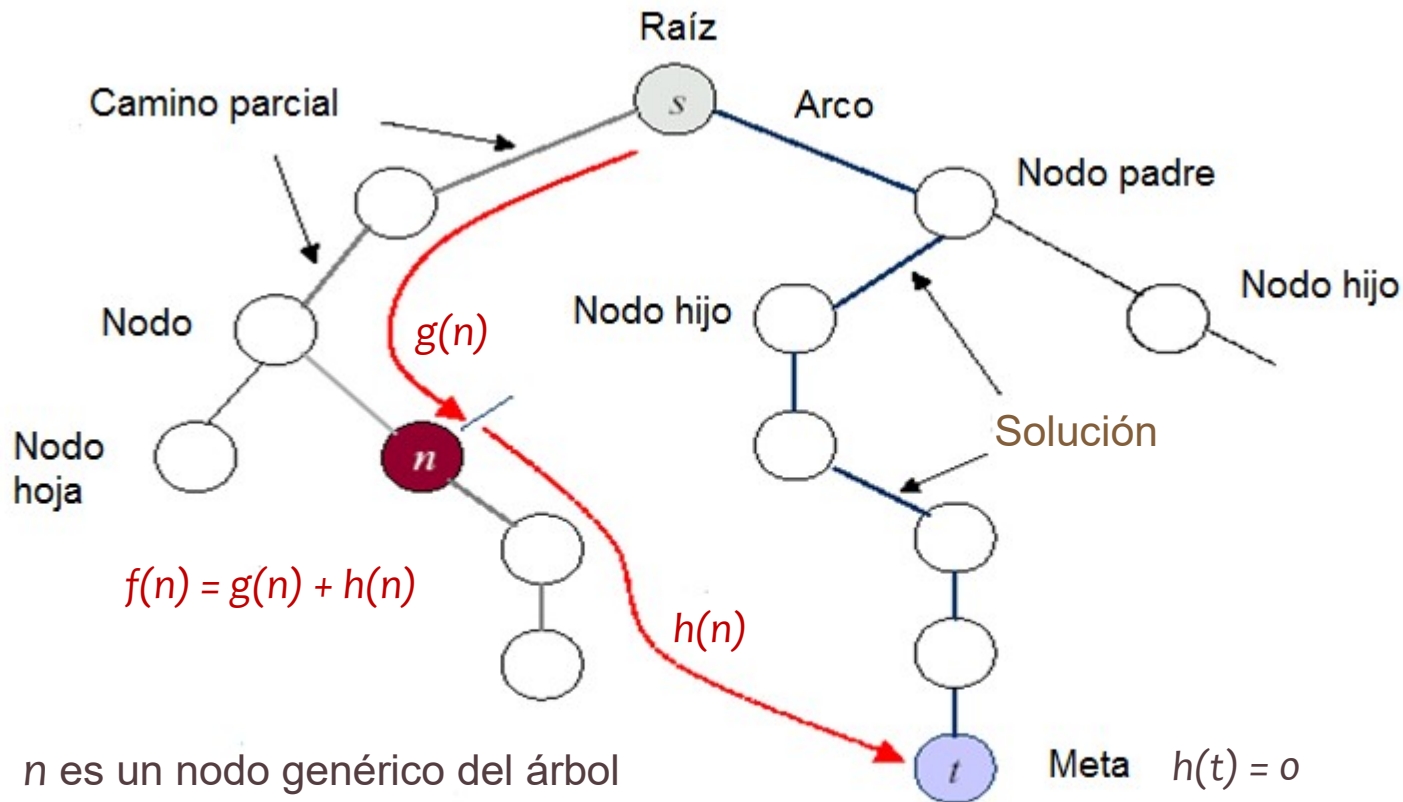 Raíz
s
Camino parcial
Arco
Nodo padre
Nodo hijo
Nodo hijo
Nodo
g(n)
Solución
Nodo
hoja
n
f(n) = g(n) + h(n)
h(n)
n es un nodo genérico del árbol
t
Meta
h(t) = 0